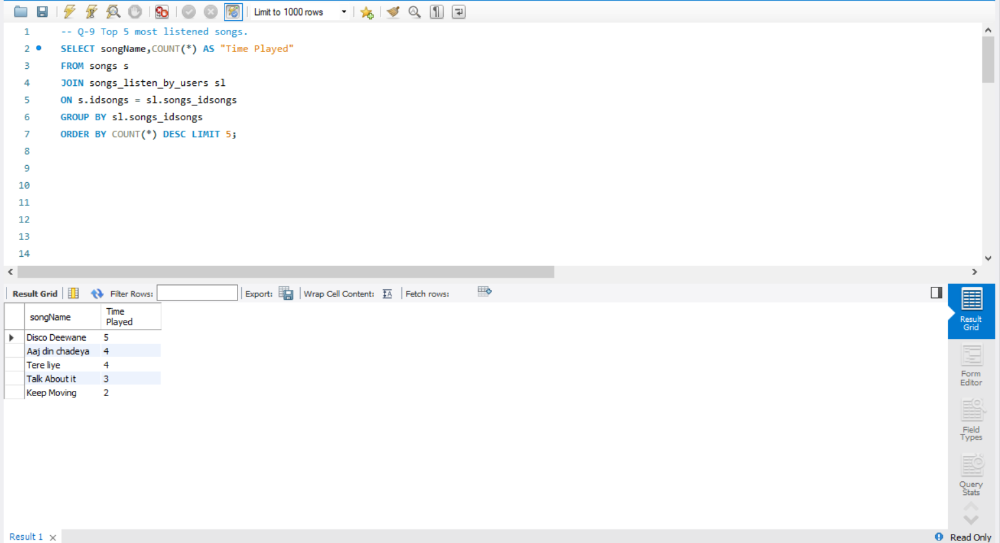 Limit to 1000 rows
1 -- Q-9 Top 5 most listened songs.
2 SELECT songName,COUNT(*) AS "Time Played"
3 FROM songs s
4 JOIN songs_listen_by_users sl
5 ON s.idsongs = sl.songs_idsongs
6 GROUP BY sl.songs_idsongs
7 ORDER BY COUNT(*) DESC LIMIT 5;
8
9
10
11
12
13
14
Result Grid Filter Rows: Export: Wrap Cell Content: Fetch rows:
songName Time Played
Disco Deewane 5
Aaj din chadeya 4
Tere liye 4
Talk About it 3
Keep Moving 2
Result
Grid
Form
Editor
Field
Types
Query
Stats
Result 1 Read Only